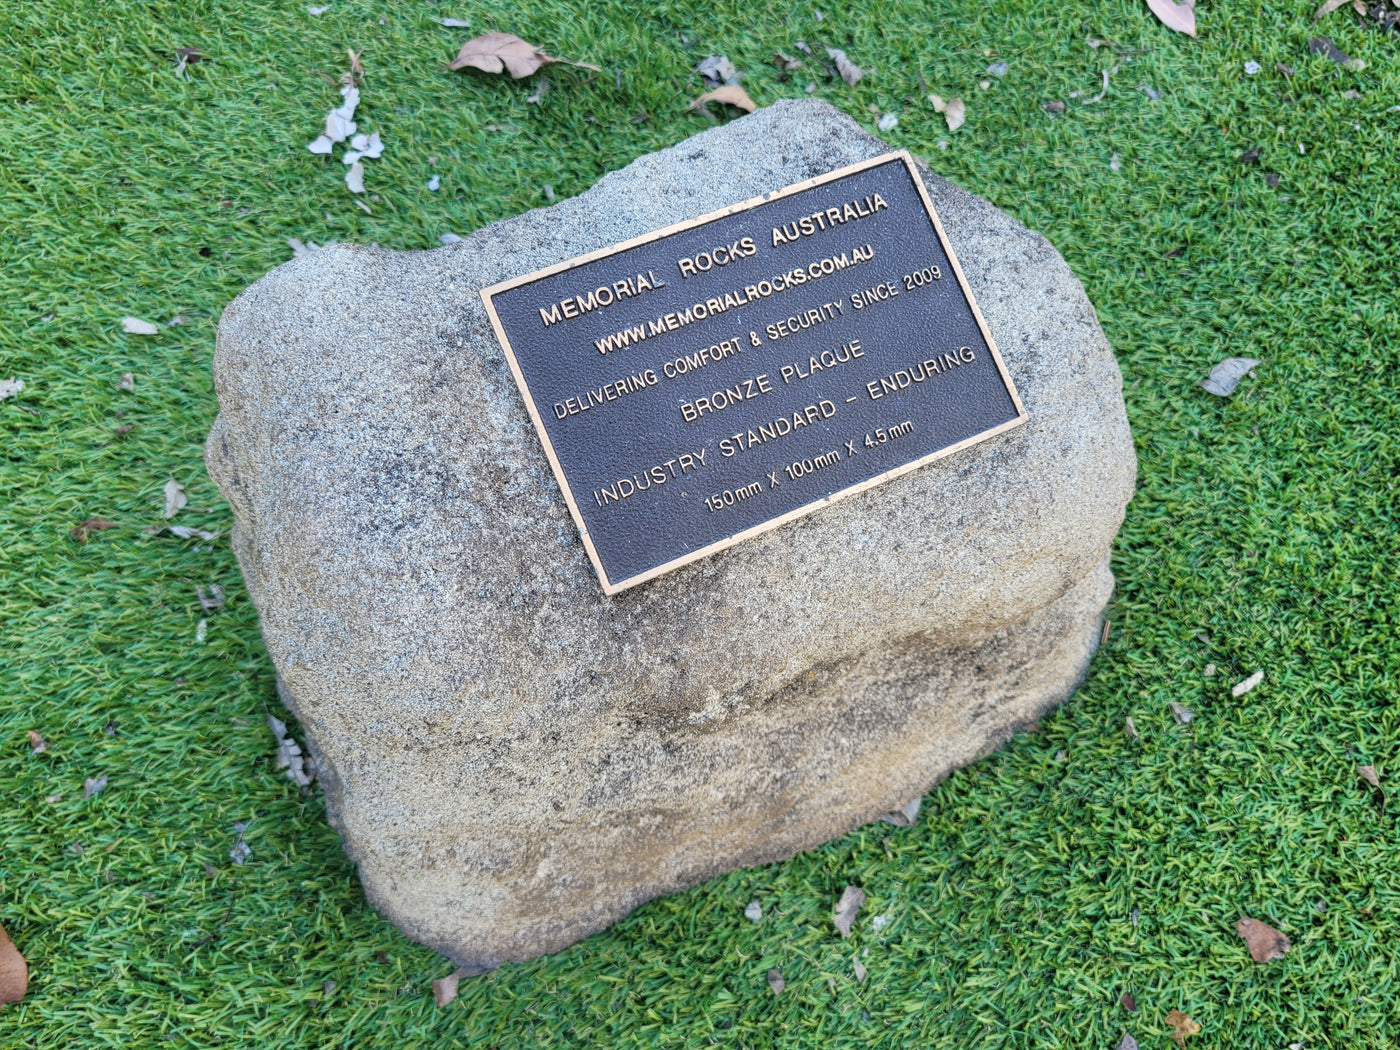 MEMORIAL ROCKS AUSTRALIA
WWW.MEMORIALROCKS.COM.AU
DELIVERING COMFORT & SECURITY SINCE 2009
BRONZE PLAQUE
INDUSTRY STANDARD - ENDURING
150mm X 100mm X 4.5mm